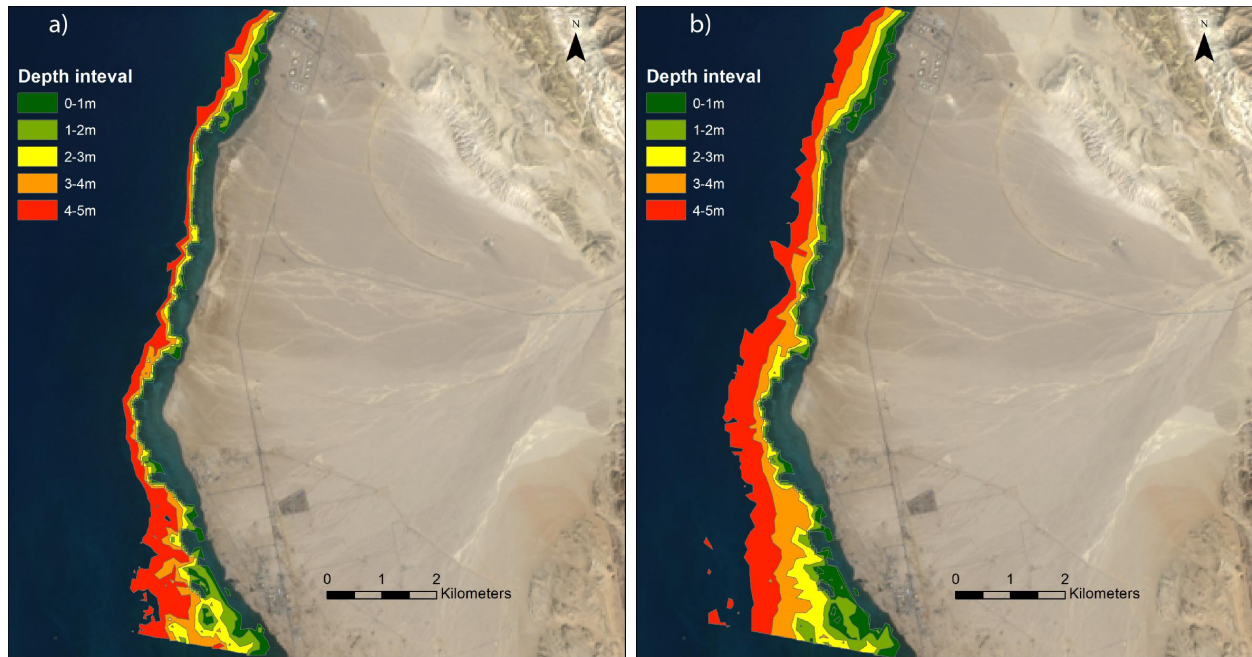 a)
N
Depth inteval
0-1m
1-2m
2-3m
3-4m
4-5m
0 1 2
Kilometers
b)
N
Depth inteval
0-1m
1-2m
2-3m
3-4m
4-5m
0 1 2
Kilometers